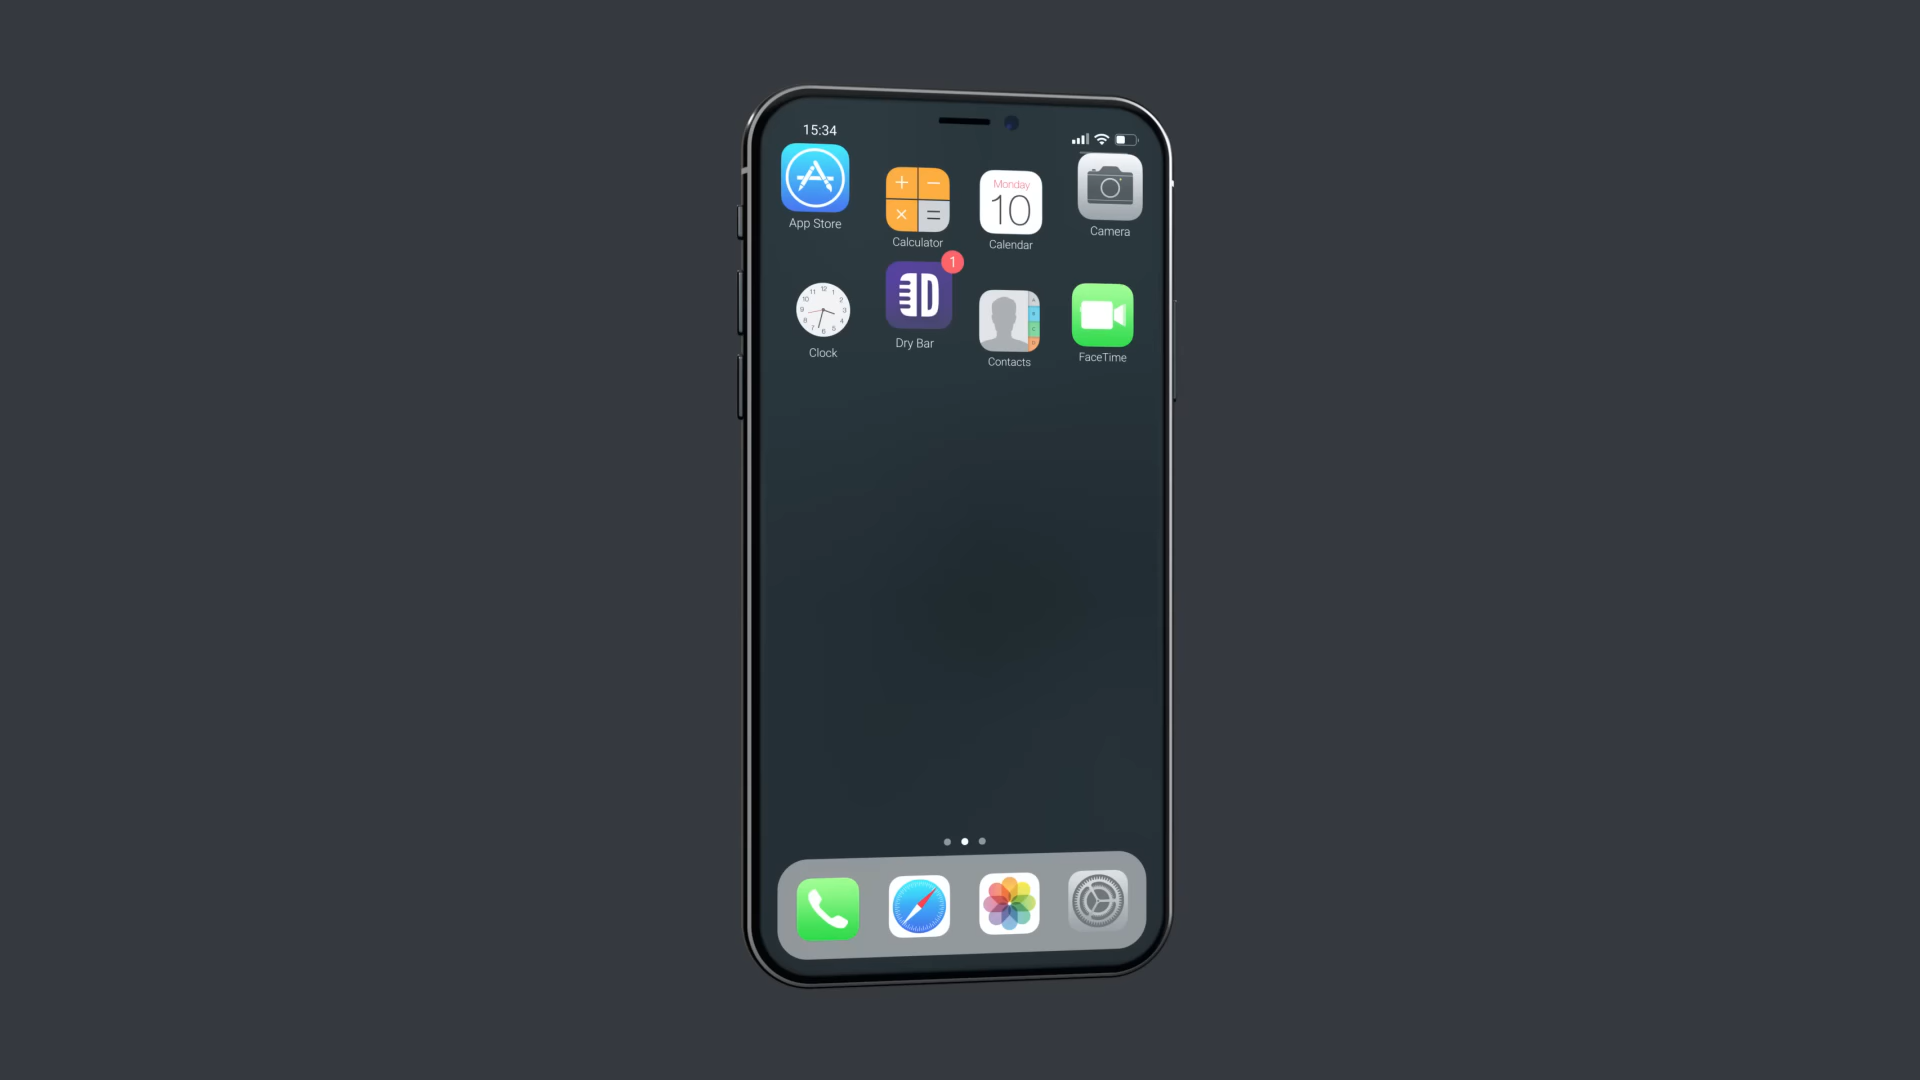 15:34
App Store
Calculator
Monday
10
Calendar
Camera
Clock
1
Dry Bar
Contacts
FaceTime